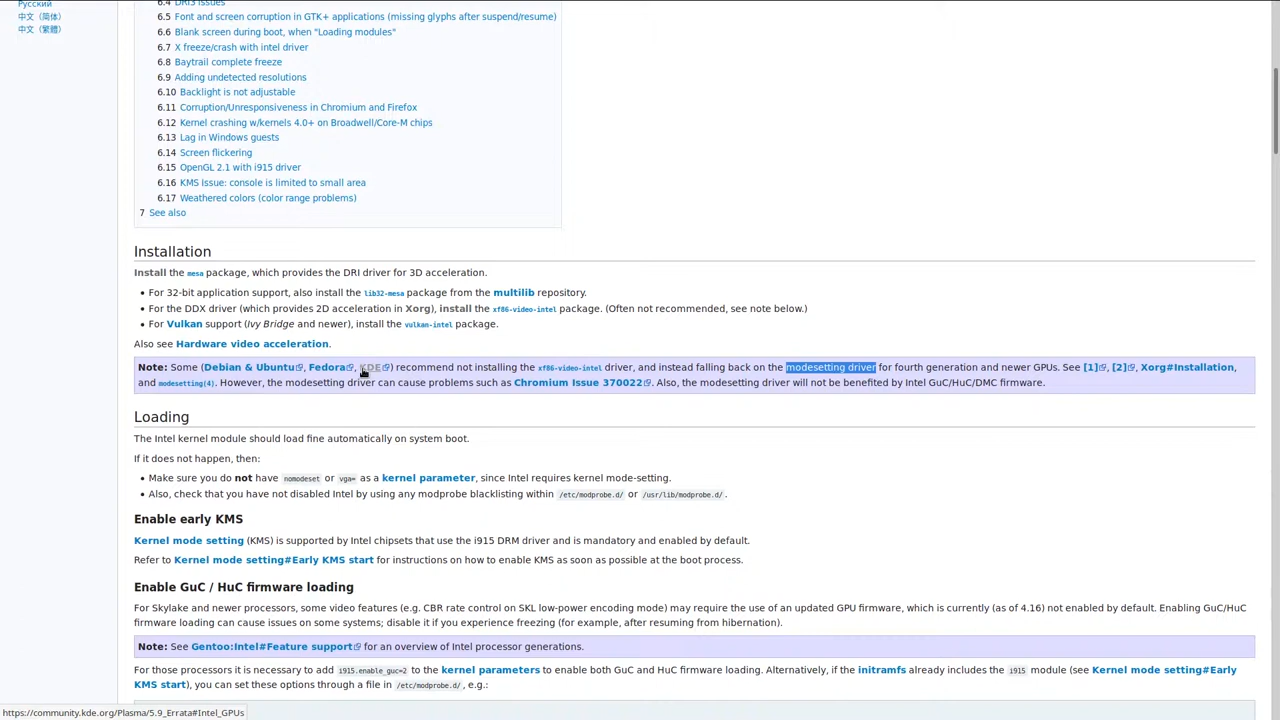 Русский
中文（简体）
中文（繁體）
6.4 DRI3 issues
6.5 Font and screen corruption in GTK+ applications (missing glyphs after suspend/resume)
6.6 Blank screen during boot, when "Loading modules"
6.7 X freeze/crash with intel driver
6.8 Baytrail complete freeze
6.9 Adding undetected resolutions
6.10 Backlight is not adjustable
6.11 Corruption/Unresponsiveness in Chromium and Firefox
6.12 Kernel crashing w/kernels 4.0+ on Broadwell/Core-M chips
6.13 Lag in Windows guests
6.14 Screen flickering
6.15 OpenGL 2.1 with i915 driver
6.16 KMS Issue: console is limited to small area
6.17 Weathered colors (color range problems)
7 See also
Installation
Install the mesa package, which provides the DRI driver for 3D acceleration.
• For 32-bit application support, also install the lib32-mesa package from the multilib repository.
• For the DDX driver (which provides 2D acceleration in Xorg), install the xf86-video-intel package. (Often not recommended, see note below.)
• For Vulkan support (Ivy Bridge and newer), install the vulkan-intel package.
Also see Hardware video acceleration.
Note: Some (Debian & Ubuntu, Fedora, KDE) recommend not installing the xf86-video-intel driver, and instead falling back on the modesetting driver for fourth generation and newer GPUs. See [1], [2], Xorg#Installation,
and modesetting(4). However, the modesetting driver can cause problems such as Chromium Issue 370022. Also, the modesetting driver will not be benefited by Intel GuC/HuC/DMC firmware.
Loading
The Intel kernel module should load fine automatically on system boot.
If it does not happen, then:
• Make sure you do not have nomodeset or vga= as a kernel parameter, since Intel requires kernel mode-setting.
• Also, check that you have not disabled Intel by using any modprobe blacklisting within /etc/modprobe.d/ or /usr/lib/modprobe.d/.
Enable early KMS
Kernel mode setting (KMS) is supported by Intel chipsets that use the i915 DRM driver and is mandatory and enabled by default.
Refer to Kernel mode setting#Early KMS start for instructions on how to enable KMS as soon as possible at the boot process.
Enable GuC / HuC firmware loading
For Skylake and newer processors, some video features (e.g. CBR rate control on SKL low-power encoding mode) may require the use of an updated GPU firmware, which is currently (as of 4.16) not enabled by default. Enabling GuC/HuC
firmware loading can cause issues on some systems; disable it if you experience freezing (for example, after resuming from hibernation).
Note: See Gentoo:Intel#Feature support for an overview of Intel processor generations.
For those processors it is necessary to add i915.enable_guc=2 to the kernel parameters to enable both GuC and HuC firmware loading. Alternatively, if the initramfs already includes the i915 module (see Kernel mode setting#Early
KMS start), you can set these options through a file in /etc/modprobe.d/, e.g.:
https://community.kde.org/Plasma/5.9_Errata#Intel_GPUs